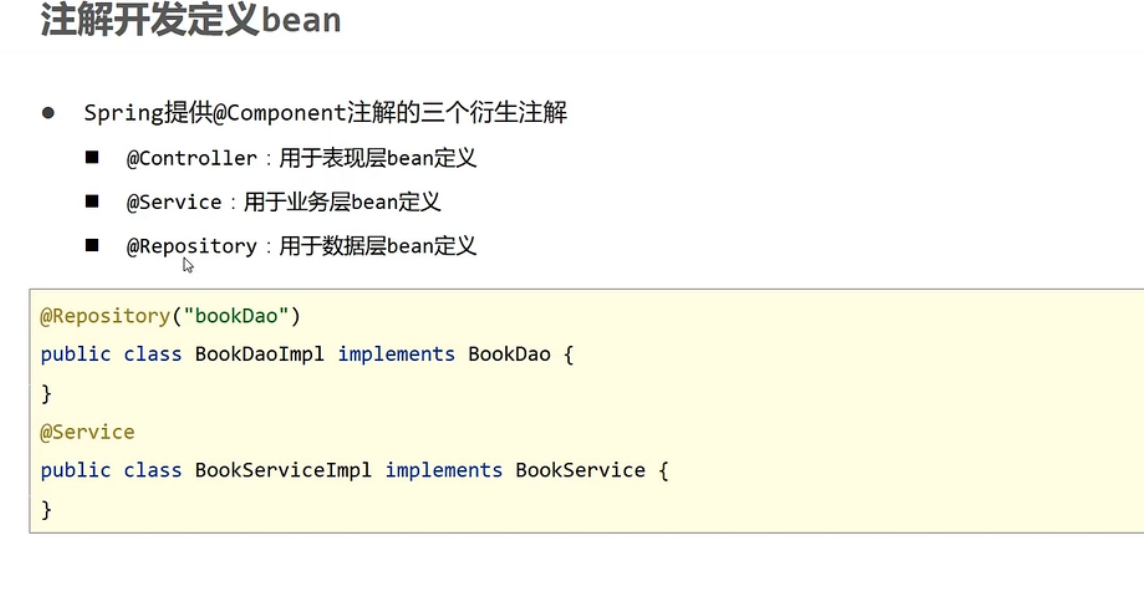 注解开发定义bean
Spring提供@Component注解的三个衍生注解
@Controller：用于表现层bean定义
@Service：用于业务层bean定义
@Repository：用于数据层bean定义
@Repository("bookDao")
public class BookDaoImpl implements BookDao {
}
@Service
public class BookServiceImpl implements BookService {
}